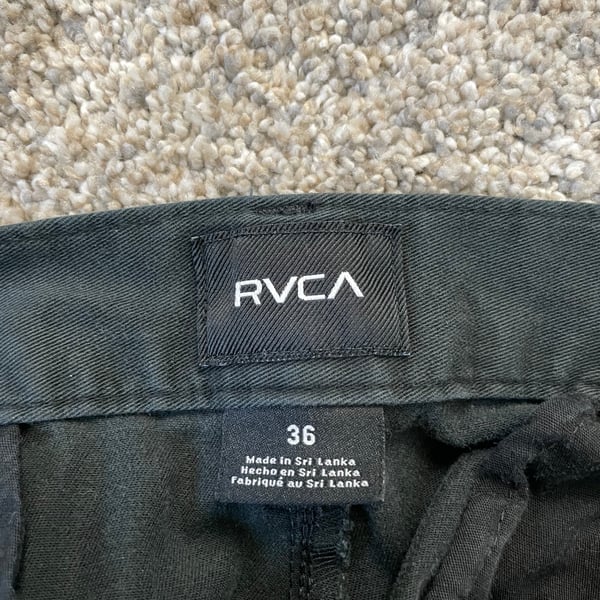 RVCA
36
Made in Sri Lanka
Hecho en Sri Lanka
Fabriqué au Sri Lanka